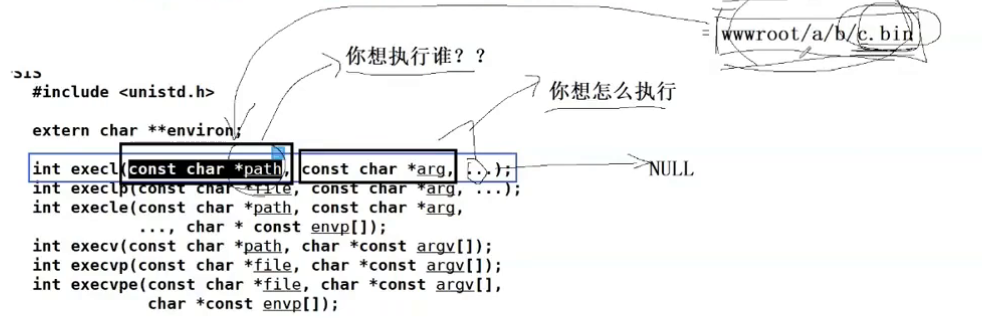 = wwwroot/a/b/c.bin
你想执行谁？？
SIS
#include <unistd.h>
你想怎么执行
extern char **environ;
int execl(const char *path, const char *arg, ...);
NULL
int execlp(const char *file, const char *arg, ...);
int execle(const char *path, const char *arg,
..., char * const envp[]);
int execv(const char *path, char *const argv[]);
int execvp(const char *file, char *const argv[]);
int execvpe(const char *file, char *const argv[],
char *const envp[]);